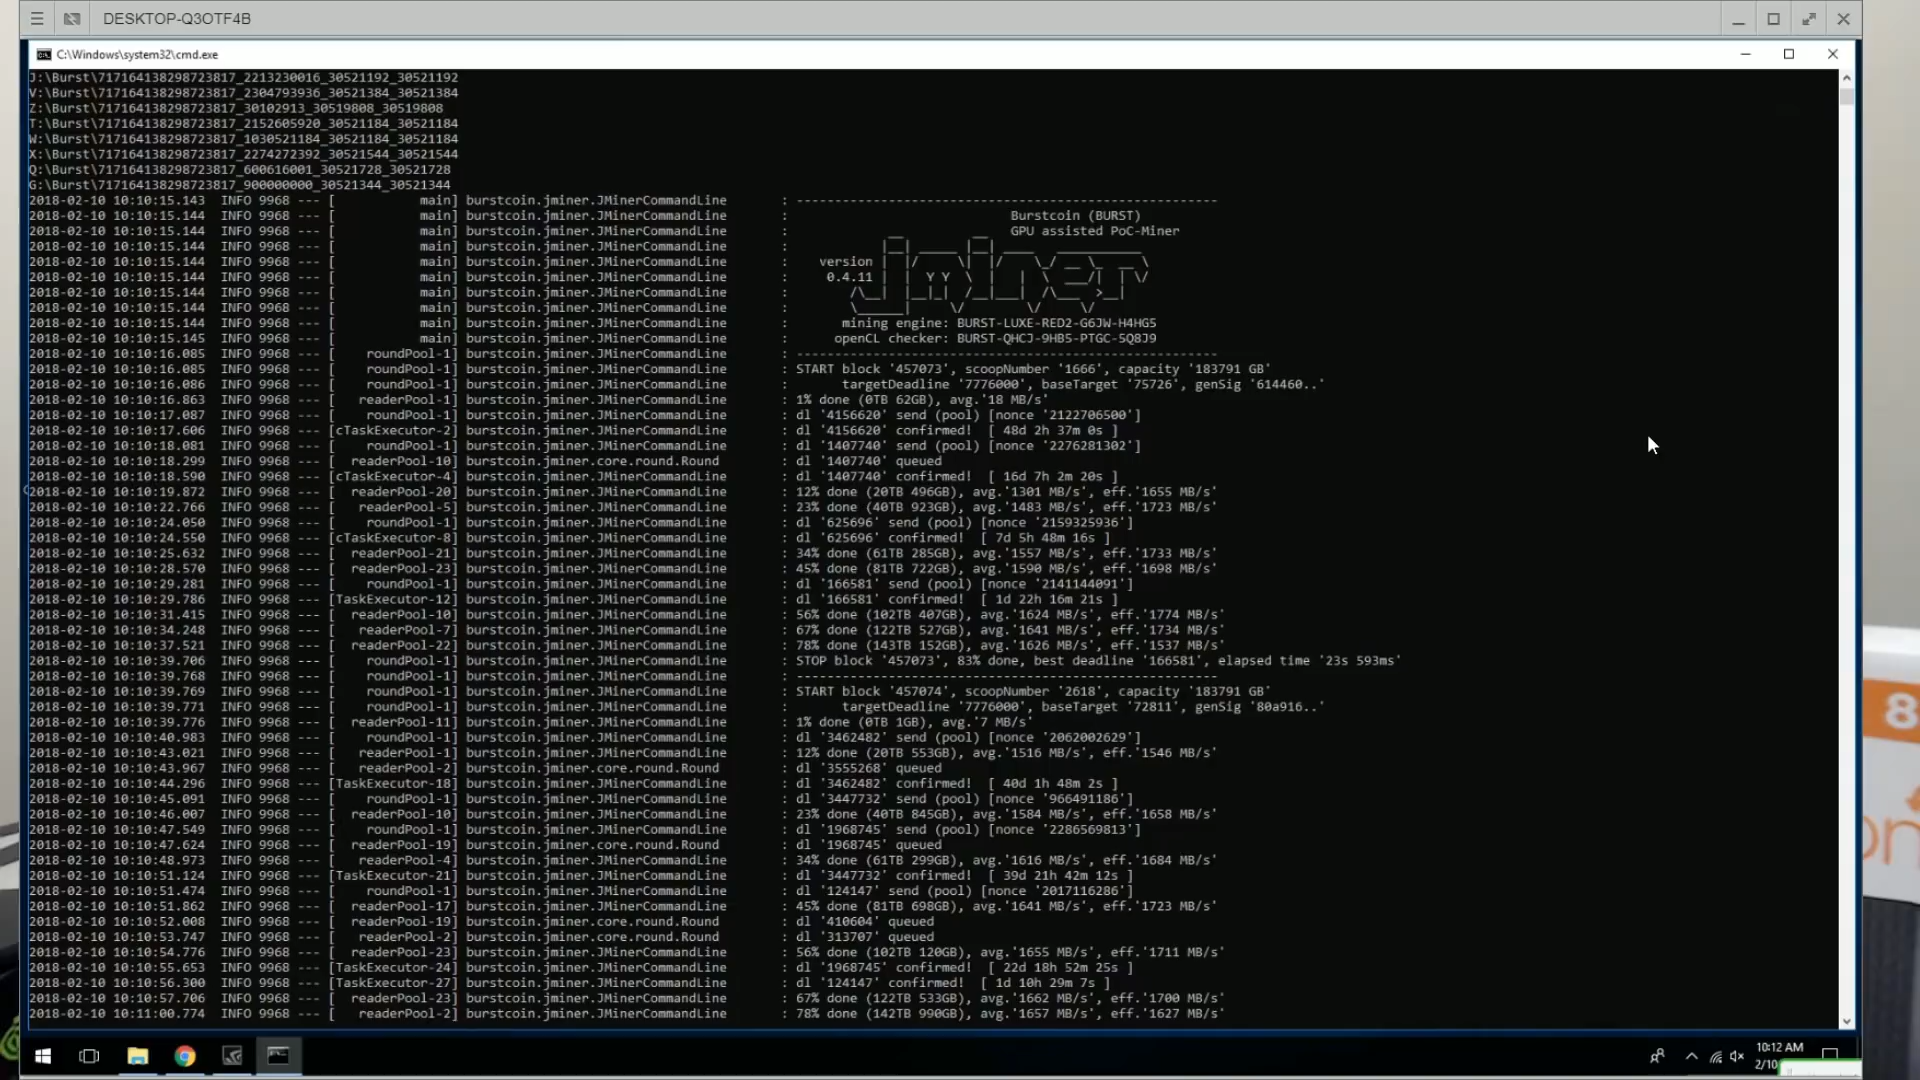 DESKTOP-Q3OTF4B
C:\Windows\system32\cmd.exe
J:\Burst\717164138298723817_2213230016_30521192_30521192
V:\Burst\717164138298723817_2304793936_30521384_30521384
Z:\Burst\717164138298723817_30102913_30519808_30519808
T:\Burst\717164138298723817_2152605920_30521184_30521184
W:\Burst\717164138298723817_1030521184_30521184_30521184
X:\Burst\717164138298723817_2274272392_30521544_30521544
Q:\Burst\717164138298723817_600616001_30521728_30521728
G:\Burst\717164138298723817_900000000_30521344_30521344
2018-02-10 10:10:15.143 INFO 9968 --- [ main] burstcoin.jminer.JMinerCommandLine : -------------------------------------------------------
2018-02-10 10:10:15.144 INFO 9968 --- [ main] burstcoin.jminer.JMinerCommandLine : Burstcoin (BURST)
2018-02-10 10:10:15.144 INFO 9968 --- [ main] burstcoin.jminer.JMinerCommandLine : GPU assisted PoC-Miner
2018-02-10 10:10:15.144 INFO 9968 --- [ main] burstcoin.jminer.JMinerCommandLine :
2018-02-10 10:10:15.144 INFO 9968 --- [ main] burstcoin.jminer.JMinerCommandLine : version
2018-02-10 10:10:15.144 INFO 9968 --- [ main] burstcoin.jminer.JMinerCommandLine : 0.4.11
jminer
2018-02-10 10:10:15.144 INFO 9968 --- [ main] burstcoin.jminer.JMinerCommandLine :
2018-02-10 10:10:15.144 INFO 9968 --- [ main] burstcoin.jminer.JMinerCommandLine :
2018-02-10 10:10:15.144 INFO 9968 --- [ main] burstcoin.jminer.JMinerCommandLine : mining engine: BURST-LUXE-RED2-G6JW-H4HG5
2018-02-10 10:10:15.145 INFO 9968 --- [ main] burstcoin.jminer.JMinerCommandLine : openCL checker: BURST-QHCJ-9HB5-PTGC-5Q8J9
2018-02-10 10:10:16.085 INFO 9968 --- [ roundPool-1] burstcoin.jminer.JMinerCommandLine : -------------------------------------------------------
2018-02-10 10:10:16.085 INFO 9968 --- [ roundPool-1] burstcoin.jminer.JMinerCommandLine : START block '457073', scoopNumber '1666', capacity '183791 GB'
2018-02-10 10:10:16.086 INFO 9968 --- [ roundPool-1] burstcoin.jminer.JMinerCommandLine : targetDeadline '7776000', baseTarget '75726', genSig '614460..'
2018-02-10 10:10:16.863 INFO 9968 --- [ readerPool-1] burstcoin.jminer.JMinerCommandLine : 1% done (0TB 62GB), avg.'18 MB/s'
2018-02-10 10:10:17.087 INFO 9968 --- [ roundPool-1] burstcoin.jminer.JMinerCommandLine : dl '4156620' send (pool) [nonce '2122706500']
2018-02-10 10:10:17.606 INFO 9968 --- [cTaskExecutor-2] burstcoin.jminer.JMinerCommandLine : dl '4156620' confirmed! [ 48d 2h 37m 0s ]
2018-02-10 10:10:18.081 INFO 9968 --- [ roundPool-1] burstcoin.jminer.JMinerCommandLine : dl '1407740' send (pool) [nonce '2276281302']
2018-02-10 10:10:18.299 INFO 9968 --- [ readerPool-10] burstcoin.jminer.core.round.Round : dl '1407740' queued
2018-02-10 10:10:18.590 INFO 9968 --- [cTaskExecutor-4] burstcoin.jminer.JMinerCommandLine : dl '1407740' confirmed! [ 16d 7h 2m 20s ]
2018-02-10 10:10:19.872 INFO 9968 --- [ readerPool-20] burstcoin.jminer.JMinerCommandLine : 12% done (20TB 496GB), avg.'1301 MB/s', eff.'1655 MB/s'
2018-02-10 10:10:22.766 INFO 9968 --- [ readerPool-5] burstcoin.jminer.JMinerCommandLine : 23% done (40TB 923GB), avg.'1483 MB/s', eff.'1723 MB/s'
2018-02-10 10:10:24.050 INFO 9968 --- [ roundPool-1] burstcoin.jminer.JMinerCommandLine : dl '625696' send (pool) [nonce '2159325936']
2018-02-10 10:10:24.550 INFO 9968 --- [cTaskExecutor-8] burstcoin.jminer.JMinerCommandLine : dl '625696' confirmed! [ 7d 5h 48m 16s ]
2018-02-10 10:10:25.632 INFO 9968 --- [ readerPool-21] burstcoin.jminer.JMinerCommandLine : 34% done (61TB 285GB), avg.'1557 MB/s', eff.'1733 MB/s'
2018-02-10 10:10:28.570 INFO 9968 --- [ readerPool-23] burstcoin.jminer.JMinerCommandLine : 45% done (81TB 722GB), avg.'1590 MB/s', eff.'1698 MB/s'
2018-02-10 10:10:29.281 INFO 9968 --- [ roundPool-1] burstcoin.jminer.JMinerCommandLine : dl '166581' send (pool) [nonce '2141144091']
2018-02-10 10:10:29.786 INFO 9968 --- [TaskExecutor-12] burstcoin.jminer.JMinerCommandLine : dl '166581' confirmed! [ 1d 22h 16m 21s ]
2018-02-10 10:10:31.415 INFO 9968 --- [ readerPool-10] burstcoin.jminer.JMinerCommandLine : 56% done (102TB 407GB), avg.'1624 MB/s', eff.'1774 MB/s'
2018-02-10 10:10:34.248 INFO 9968 --- [ readerPool-7] burstcoin.jminer.JMinerCommandLine : 67% done (122TB 527GB), avg.'1641 MB/s', eff.'1734 MB/s'
2018-02-10 10:10:37.521 INFO 9968 --- [ readerPool-22] burstcoin.jminer.JMinerCommandLine : 78% done (143TB 152GB), avg.'1626 MB/s', eff.'1537 MB/s'
2018-02-10 10:10:39.706 INFO 9968 --- [ roundPool-1] burstcoin.jminer.JMinerCommandLine : STOP block '457073', 83% done, best deadline '166581', elapsed time '23s 593ms'
2018-02-10 10:10:39.768 INFO 9968 --- [ roundPool-1] burstcoin.jminer.JMinerCommandLine : -------------------------------------------------------
2018-02-10 10:10:39.769 INFO 9968 --- [ roundPool-1] burstcoin.jminer.JMinerCommandLine : START block '457074', scoopNumber '2618', capacity '183791 GB'
2018-02-10 10:10:39.771 INFO 9968 --- [ roundPool-1] burstcoin.jminer.JMinerCommandLine : targetDeadline '7776000', baseTarget '72811', genSig '80a916..'
2018-02-10 10:10:39.776 INFO 9968 --- [ readerPool-11] burstcoin.jminer.JMinerCommandLine : 1% done (0TB 1GB), avg.'7 MB/s'
2018-02-10 10:10:40.983 INFO 9968 --- [ roundPool-1] burstcoin.jminer.JMinerCommandLine : dl '3462482' send (pool) [nonce '2062002629']
2018-02-10 10:10:43.021 INFO 9968 --- [ readerPool-1] burstcoin.jminer.JMinerCommandLine : 12% done (20TB 553GB), avg.'1516 MB/s', eff.'1546 MB/s'
2018-02-10 10:10:43.967 INFO 9968 --- [ readerPool-2] burstcoin.jminer.core.round.Round : dl '3555268' queued
2018-02-10 10:10:44.296 INFO 9968 --- [TaskExecutor-18] burstcoin.jminer.JMinerCommandLine : dl '3462482' confirmed! [ 40d 1h 48m 2s ]
2018-02-10 10:10:45.091 INFO 9968 --- [ roundPool-1] burstcoin.jminer.JMinerCommandLine : dl '3447732' send (pool) [nonce '966491186']
2018-02-10 10:10:46.007 INFO 9968 --- [ readerPool-10] burstcoin.jminer.JMinerCommandLine : 23% done (40TB 845GB), avg.'1584 MB/s', eff.'1658 MB/s'
2018-02-10 10:10:47.549 INFO 9968 --- [ roundPool-1] burstcoin.jminer.JMinerCommandLine : dl '1968745' send (pool) [nonce '2286569813']
2018-02-10 10:10:47.624 INFO 9968 --- [ readerPool-19] burstcoin.jminer.core.round.Round : dl '1968745' queued
2018-02-10 10:10:48.973 INFO 9968 --- [ readerPool-4] burstcoin.jminer.JMinerCommandLine : 34% done (61TB 299GB), avg.'1616 MB/s', eff.'1684 MB/s'
2018-02-10 10:10:51.124 INFO 9968 --- [TaskExecutor-21] burstcoin.jminer.JMinerCommandLine : dl '3447732' confirmed! [ 39d 21h 42m 12s ]
2018-02-10 10:10:51.474 INFO 9968 --- [ roundPool-1] burstcoin.jminer.JMinerCommandLine : dl '124147' send (pool) [nonce '2017116286']
2018-02-10 10:10:51.862 INFO 9968 --- [ readerPool-17] burstcoin.jminer.JMinerCommandLine : 45% done (81TB 698GB), avg.'1641 MB/s', eff.'1723 MB/s'
2018-02-10 10:10:52.008 INFO 9968 --- [ readerPool-19] burstcoin.jminer.core.round.Round : dl '410604' queued
2018-02-10 10:10:53.747 INFO 9968 --- [ readerPool-2] burstcoin.jminer.core.round.Round : dl '313707' queued
2018-02-10 10:10:54.776 INFO 9968 --- [ readerPool-23] burstcoin.jminer.JMinerCommandLine : 56% done (102TB 120GB), avg.'1655 MB/s', eff.'1711 MB/s'
2018-02-10 10:10:55.653 INFO 9968 --- [TaskExecutor-24] burstcoin.jminer.JMinerCommandLine : dl '1968745' confirmed! [ 22d 18h 52m 25s ]
2018-02-10 10:10:56.300 INFO 9968 --- [TaskExecutor-27] burstcoin.jminer.JMinerCommandLine : dl '124147' confirmed! [ 1d 10h 29m 7s ]
2018-02-10 10:10:57.706 INFO 9968 --- [ readerPool-23] burstcoin.jminer.JMinerCommandLine : 67% done (122TB 533GB), avg.'1662 MB/s', eff.'1700 MB/s'
2018-02-10 10:11:00.774 INFO 9968 --- [ readerPool-2] burstcoin.jminer.JMinerCommandLine : 78% done (142TB 990GB), avg.'1657 MB/s', eff.'1627 MB/s'
10:12 AM
2/10
8
on